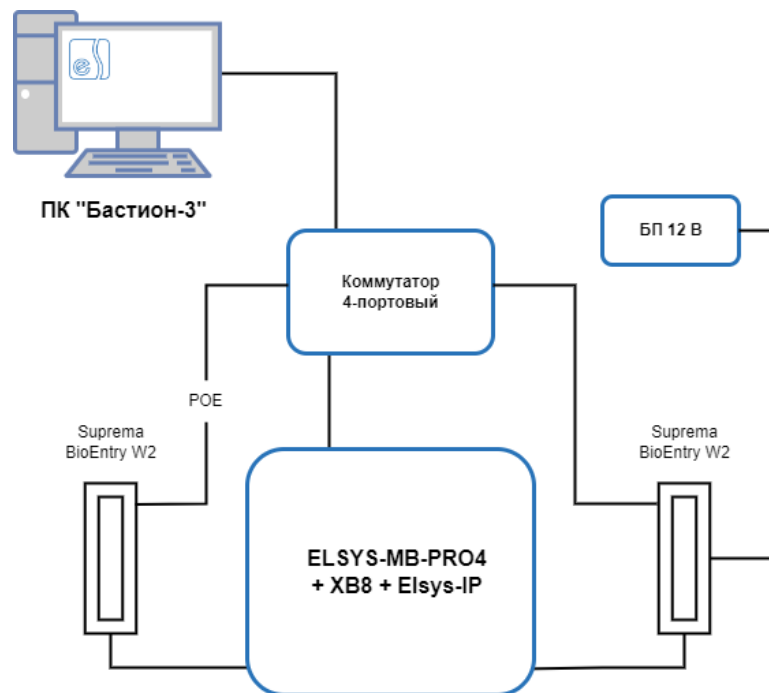 ПК "Бастион-3"
БП 12 В
Коммутатор
4-портовый
POE
Suprema
BioEntry W2
Suprema
BioEntry W2
ELSYS-MB-PRO4
+ XB8 + Elsys-IP